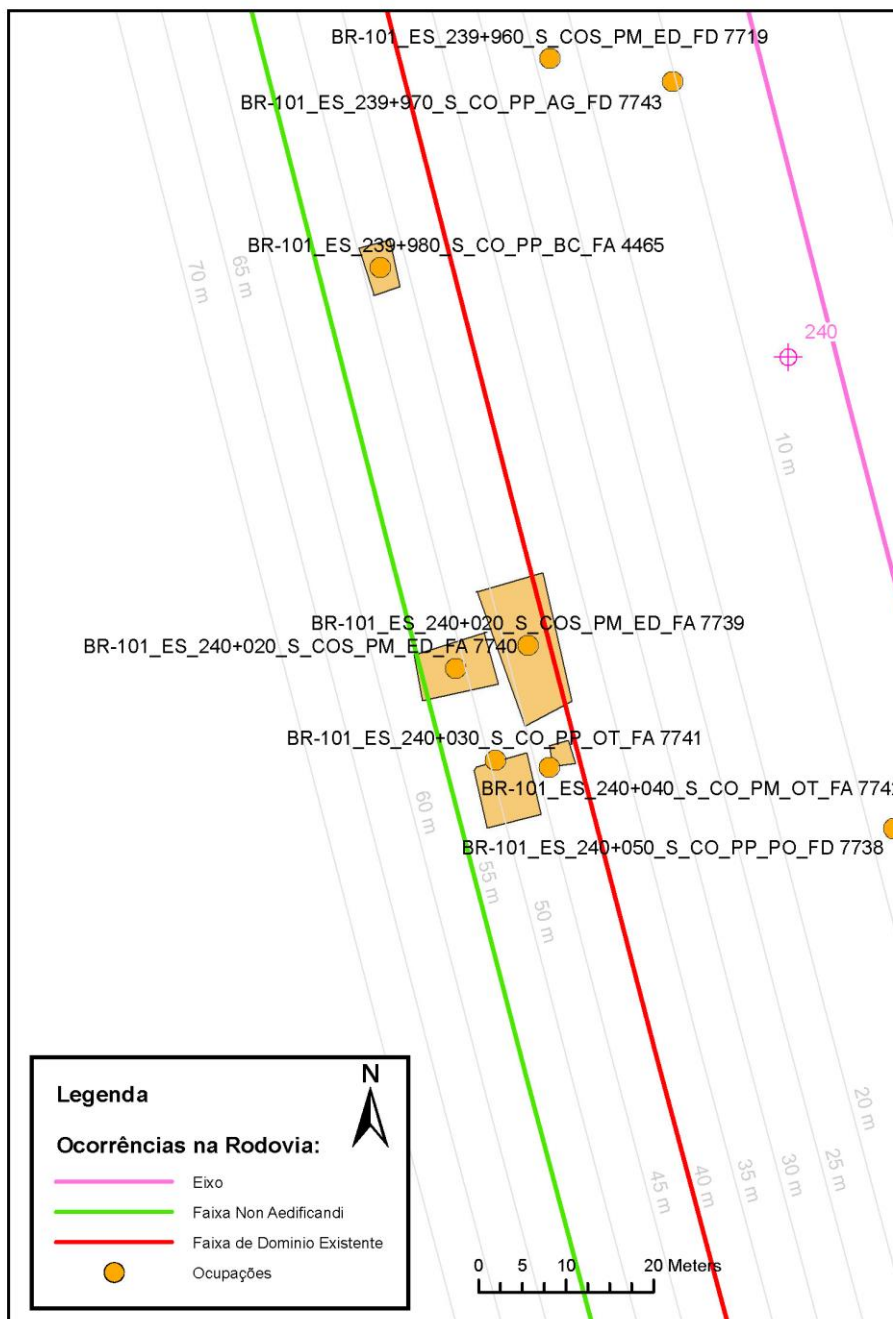 BR-101_ES_239+960_S_COS_PM_ED_FD 7719
BR-101_ES_239+970_S_CO_PP_AG_FD 7743
BR-101_ES_239+980_S_CO_PP_BC_FA 4465
70 m
65 m
240
10 m
BR-101_ES_240+020_S_COS_PM_ED_FA 7739
BR-101_ES_240+020_S_COS_PM_ED_FA 7740
BR-101_ES_240+030_S_CO_PP_OT_FA 7741
BR-101_ES_240+040_S_CO_PM_OT_FA 7742
BR-101_ES_240+050_S_CO_PP_PO_FD 7738
60 m
55 m
50 m
45 m
40 m
35 m
30 m
25 m
20 m
Legenda
N
Ocorrências na Rodovia:
Eixo
Faixa Non Aedificandi
Faixa de Dominio Existente
Ocupações
0 5 10 20 Meters